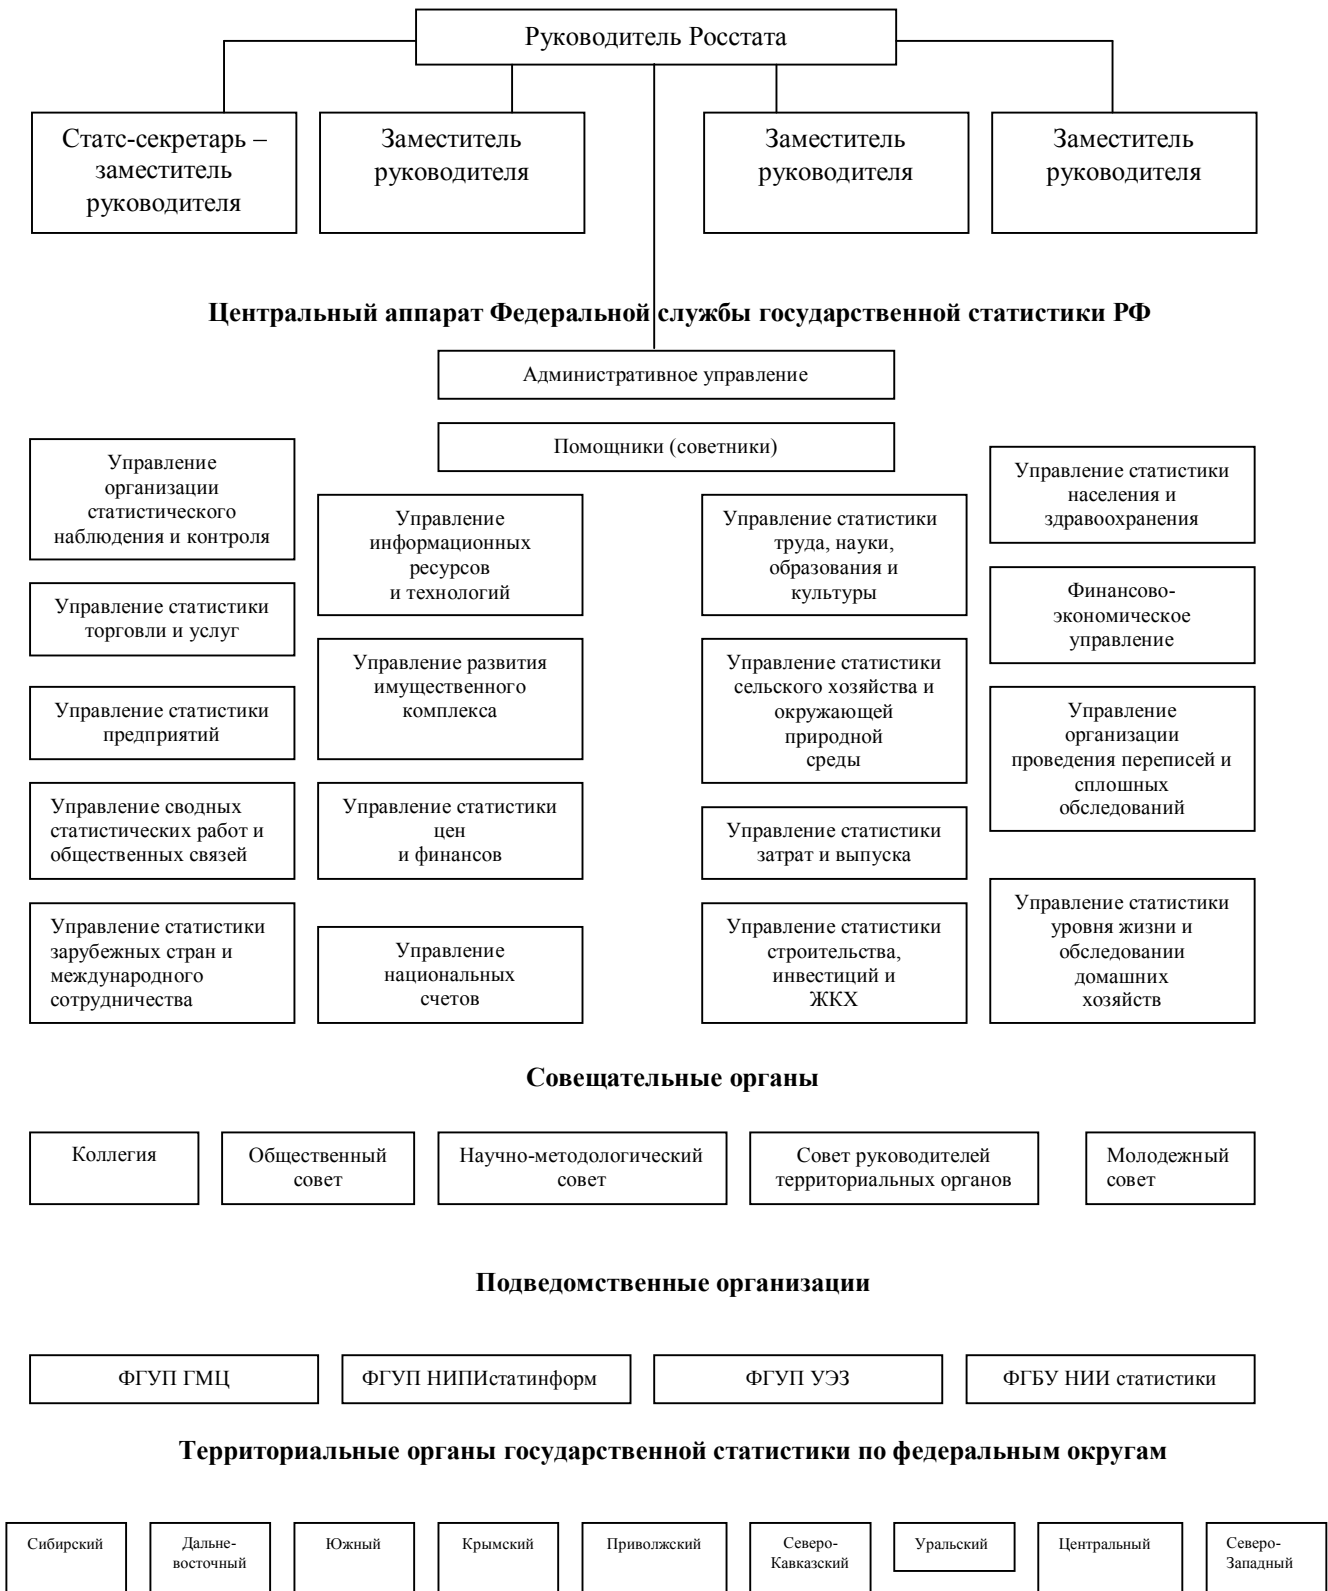 Руководитель Росстата
Статс-секретарь –
заместитель
руководителя
Заместитель
руководителя
Заместитель
руководителя
Заместитель
руководителя
Центральный аппарат Федеральной службы государственной статистики РФ
Административное управление
Помощники (советники)
Управление
организации
статистического
наблюдения и контроля
Управление статистики
торговли и услуг
Управление статистики
предприятий
Управление сводных
статистических работ и
общественных связей
Управление статистики
зарубежных стран и
международного
сотрудничества
Управление
информационных
ресурсов
и технологий
Управление развития
имущественного
комплекса
Управление статистики
цен
и финансов
Управление
национальных
счетов
Управление статистики
труда, науки,
образования и
культуры
Управление статистики
сельского хозяйства и
окружающей
природной
среды
Управление статистики
затрат и выпуска
Управление статистики
строительства,
инвестиций и
ЖКХ
Управление статистики
населения и
здравоохранения
Финансово-
экономическое
управление
Управление
организации
проведения переписей и
сплошных
обследований
Управление статистики
уровня жизни и
обследовании
домашних
хозяйств
Совещательные органы
Коллегия
Общественный
совет
Научно-методологический
совет
Совет руководителей
территориальных органов
Молодежный
совет
Подведомственные организации
ФГУП ГМЦ
ФГУП НИПИстатинформ
ФГУП УЭЗ
ФГБУ НИИ статистики
Территориальные органы государственной статистики по федеральным округам
Сибирский
Дальне-
восточный
Южный
Крымский
Приволжский
Северо-
Кавказский
Уральский
Центральный
Северо-
Западный